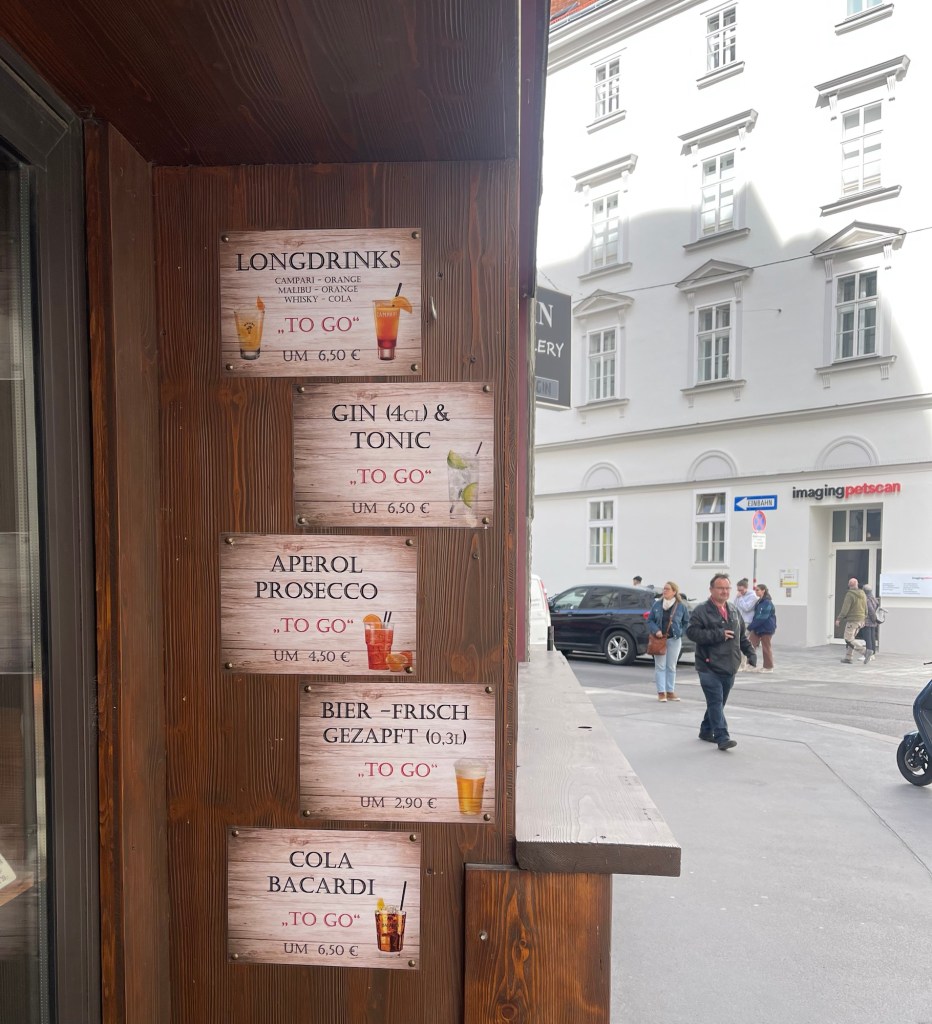 LONGDRINKS
CAMPARI – ORANGE
MALIBU – ORANGE
WHISKY – COLA
„TO GO“
UM 6,50 €
GIN (4CL) &
TONIC
„TO GO“
UM 6,50 €
APEROL
PROSECCO
„TO GO“
UM 4,50 €
BIER –FRISCH
GEZAPFT (0,3L)
„TO GO“
UM 2,90 €
COLA
BACARDI
„TO GO“
UM 6,50 €
EINBAHN
imagingpetscan